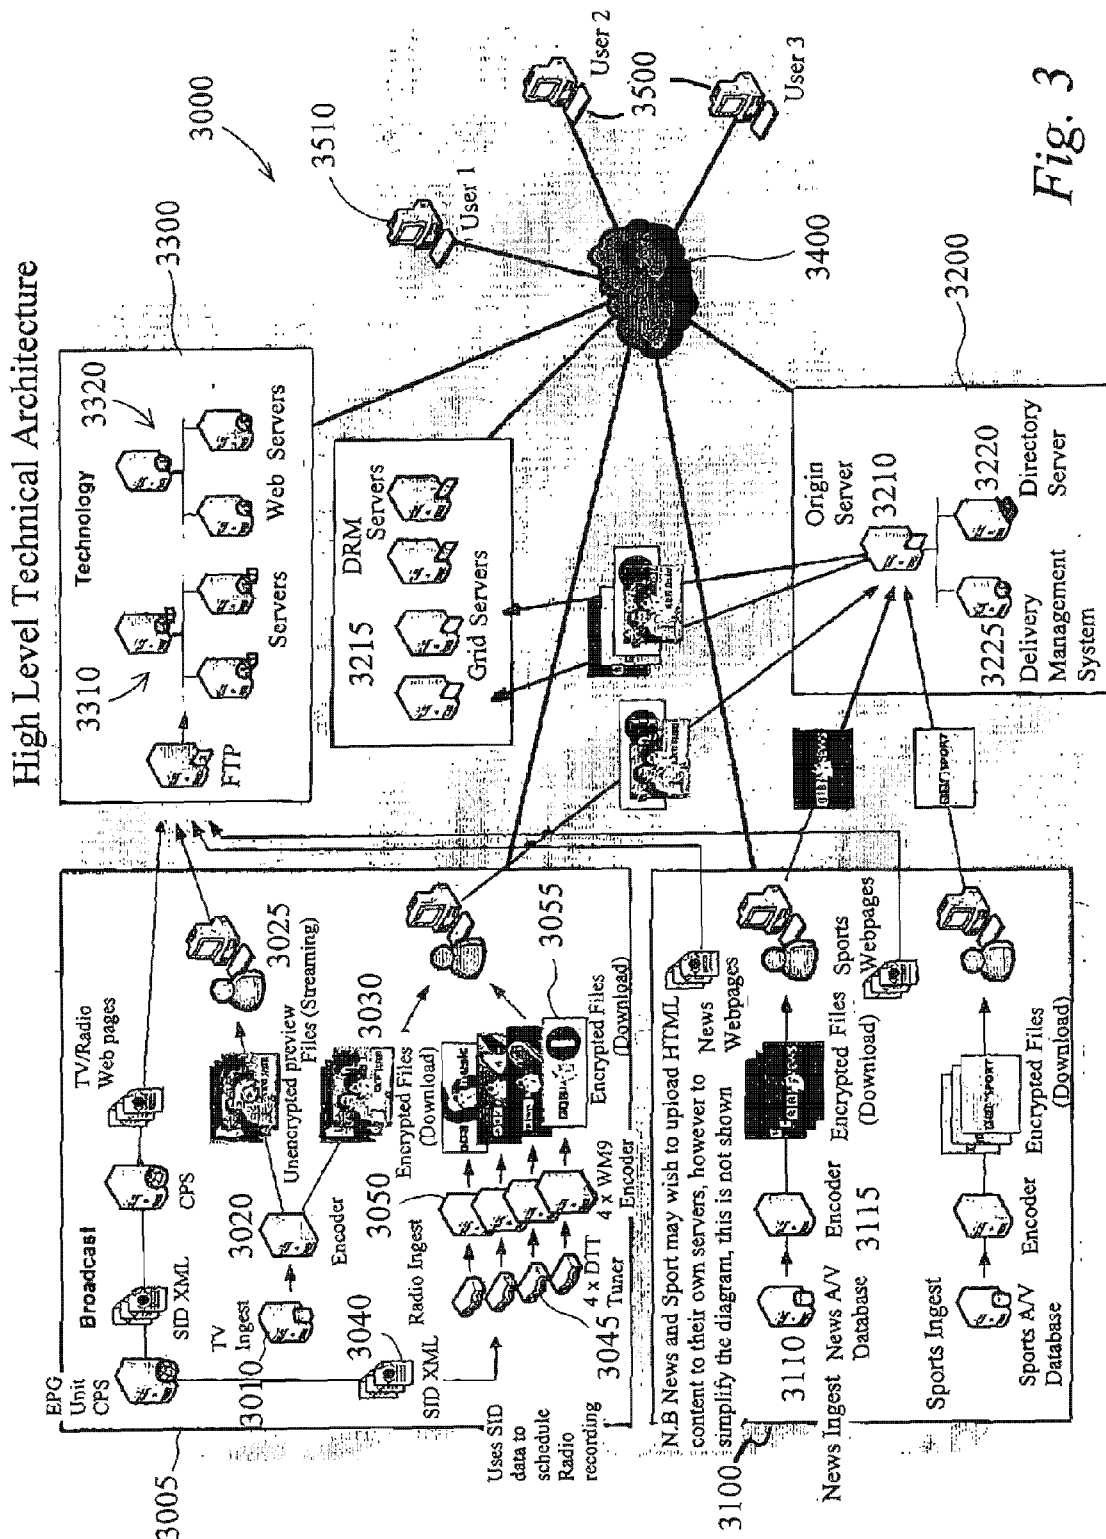 High Level Technical Architecture
3000
3300
Technology
3310
3320
FTP
Servers
Web Servers
3215
DRM
Servers
Grid Servers
3510
User 1
User 2
3500
User 3
3400
3200
Origin
Server
3210
3220
Directory
Server
3225
Delivery
Management
System
3005
EPG
Unit
CPS
Broadcast
SID XML
CPS
TV/Radio
Web pages
TV
Ingest
3010
3020
Encoder
3025
Unencrypted preview
Files (Streaming)
3030
Encrypted Files
(Download)
3040
SID XML
Uses SID
data to
schedule
Radio
recording
Radio Ingest
3050
3045
4 x DTT
Tuner
4 x WM9
Encoder
3055
Encrypted Files
(Download)
3100
N.B News and Sport may wish to upload HTML
content to their own servers, however to
simplify the diagram, this is not shown
News
Webpages
3110
News Ingest
News A/V
Database
Encoder
3115
Encrypted Files
(Download)
Sports
Webpages
Sports Ingest
Sports A/V
Database
Encoder
Encrypted Files
(Download)
SPORT
Fig. 3